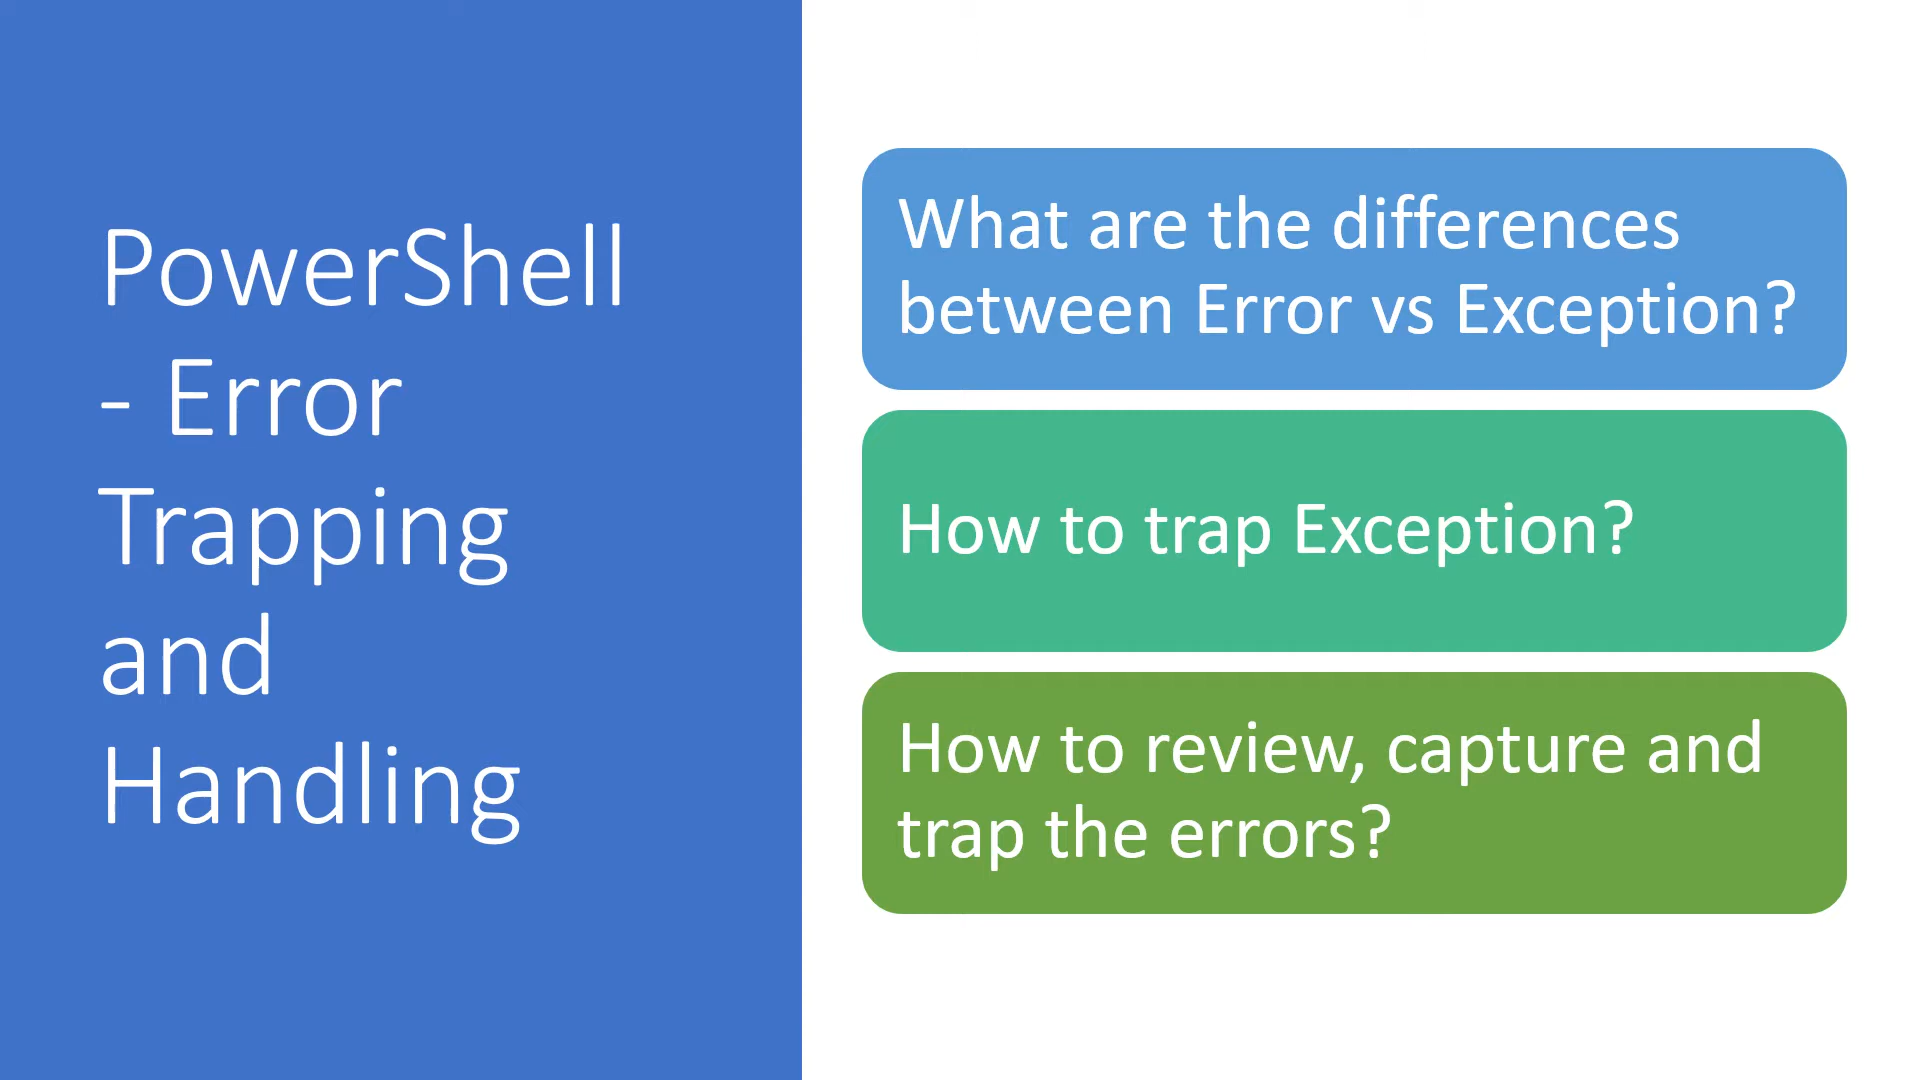 PowerShell
- Error
Trapping
and
Handling
What are the differences
between Error vs Exception?
How to trap Exception?
How to review, capture and
trap the errors?